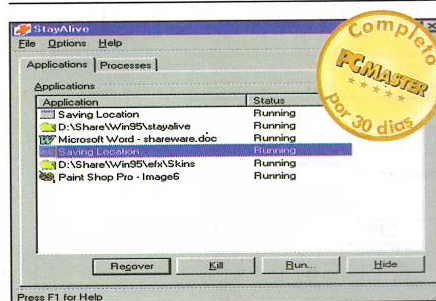 StayAlive
File Options Help
Applications Processes
Applications
Application Status
Saving Location Running
D:\Share\Win95\stayalive Running
Microsoft Word - shareware.doc Running
Saving Location Running
D:\Share\Win95\efx\Skins Running
Paint Shop Pro - Image6 Running
Recover Kill Run... Hide
Press F1 for Help
Completo
PCMASTER
por 30 dias